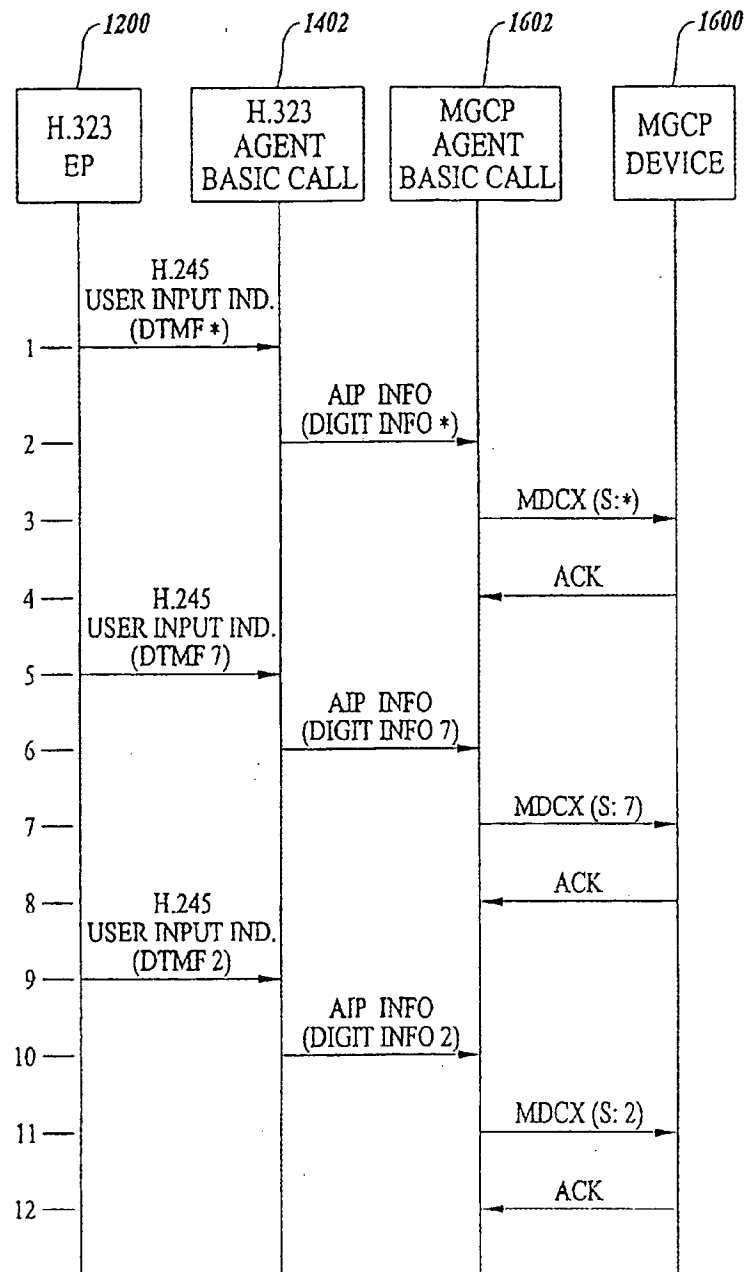 1200
1402
1602
1600
H.323
EP
H.323
AGENT
BASIC CALL
MGCP
AGENT
BASIC CALL
MGCP
DEVICE
H.245
USER INPUT IND.
(DTMF *)
1
AIP INFO
(DIGIT INFO *)
2
MDCX (S:*)
3
ACK
4
H.245
USER INPUT IND.
(DTMF 7)
5
AIP INFO
(DIGIT INFO 7)
6
MDCX (S: 7)
7
ACK
8
H.245
USER INPUT IND.
(DTMF 2)
9
AIP INFO
(DIGIT INFO 2)
10
MDCX (S: 2)
11
ACK
12